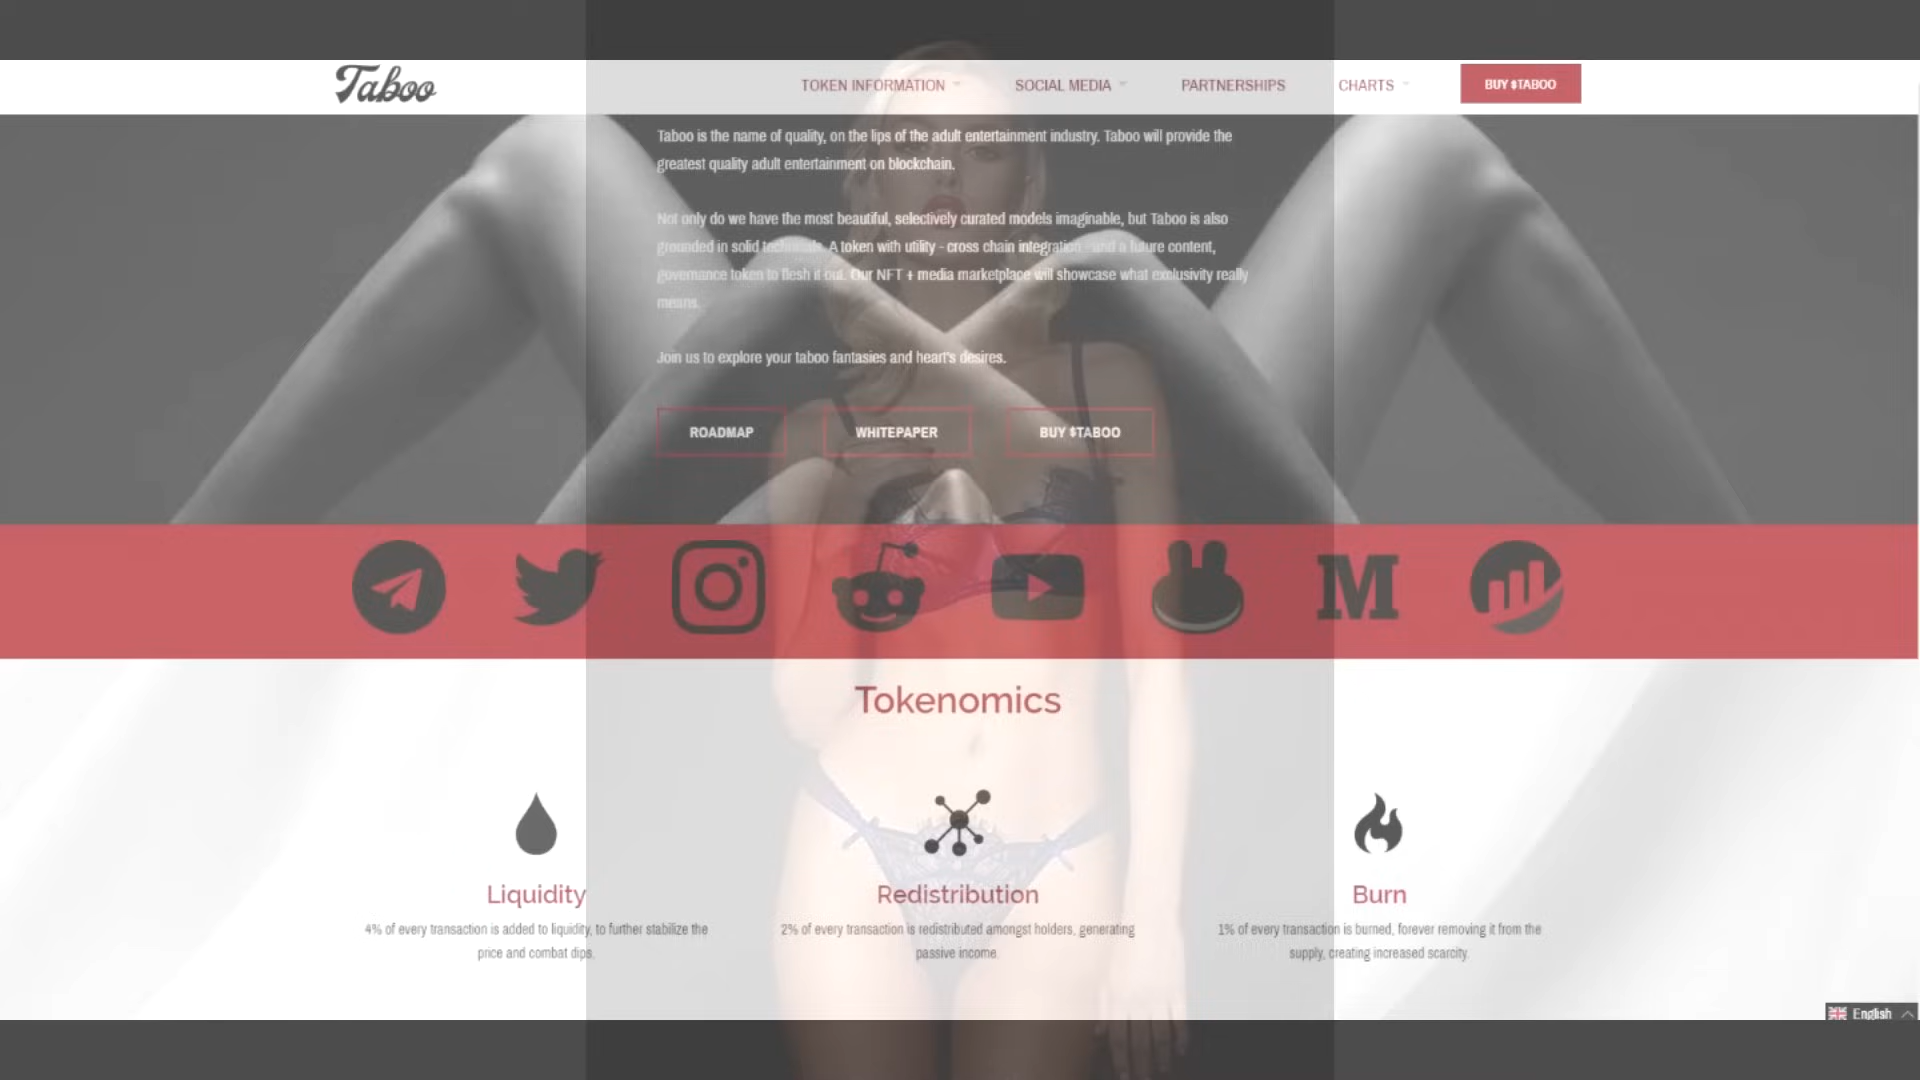 Taboo
TOKEN INFORMATION
SOCIAL MEDIA
PARTNERSHIPS
CHARTS
BUY $TABOO
Taboo is the name of quality, on the lips of the adult entertainment industry. Taboo will provide the
greatest quality adult entertainment on blockchain.
Not only do we have the most beautiful, selectively curated models imaginable, but Taboo is also
grounded in solid technicals. A token with utility - cross chain integration - and a future content,
governance token to flesh it out. Our NFT + media marketplace will showcase what exclusivity really
means.
Join us to explore your taboo fantasies and heart's desires.
ROADMAP
WHITEPAPER
BUY $TABOO
M
Tokenomics
Liquidity
4% of every transaction is added to liquidity, to further stabilize the
price and combat dips.
Redistribution
2% of every transaction is redistributed amongst holders, generating
passive income.
Burn
1% of every transaction is burned, forever removing it from the
supply, creating increased scarcity.
English